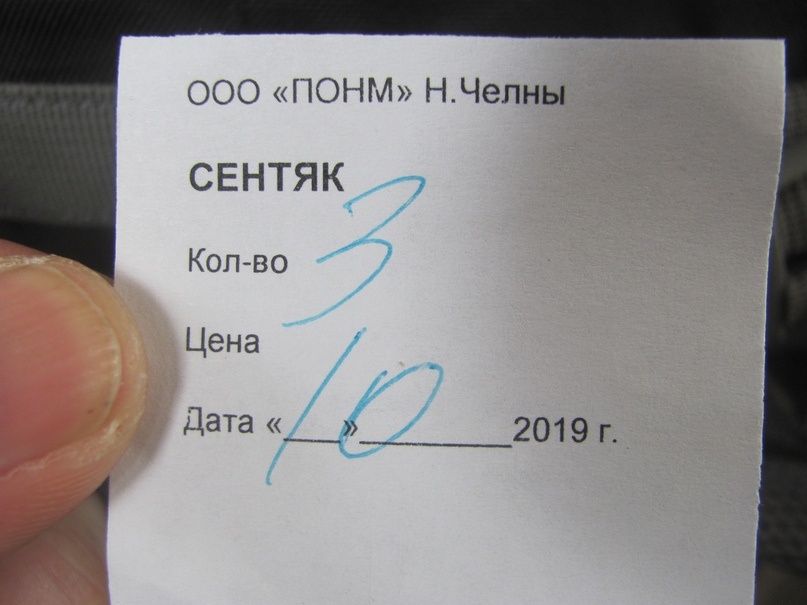 ООО «ПОНМ» Н.Челны
СЕНТЯК
Кол-во 3
Цена 10
Дата «___»__________2019 г.